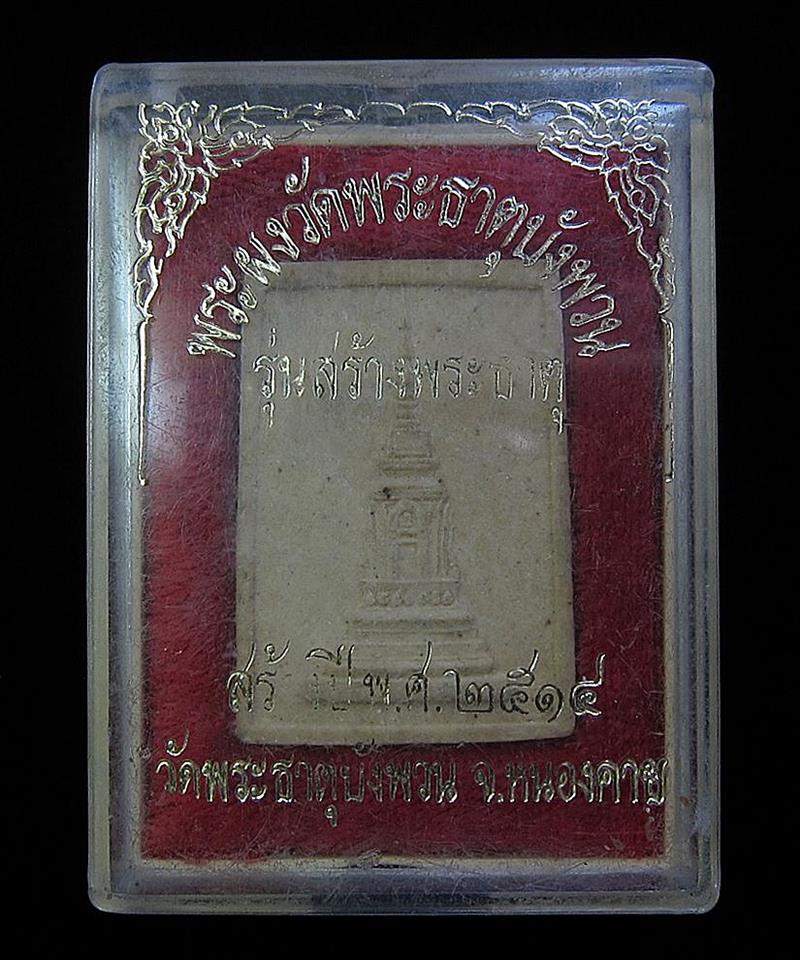 พระผงวัดพระธาตุบังพวน
รุ่นสร้างพระธาตุ
สร้ ปีพ.ศ.๒๕๑๔
วัดพระธาตุบังพวน จ.หนองคาย